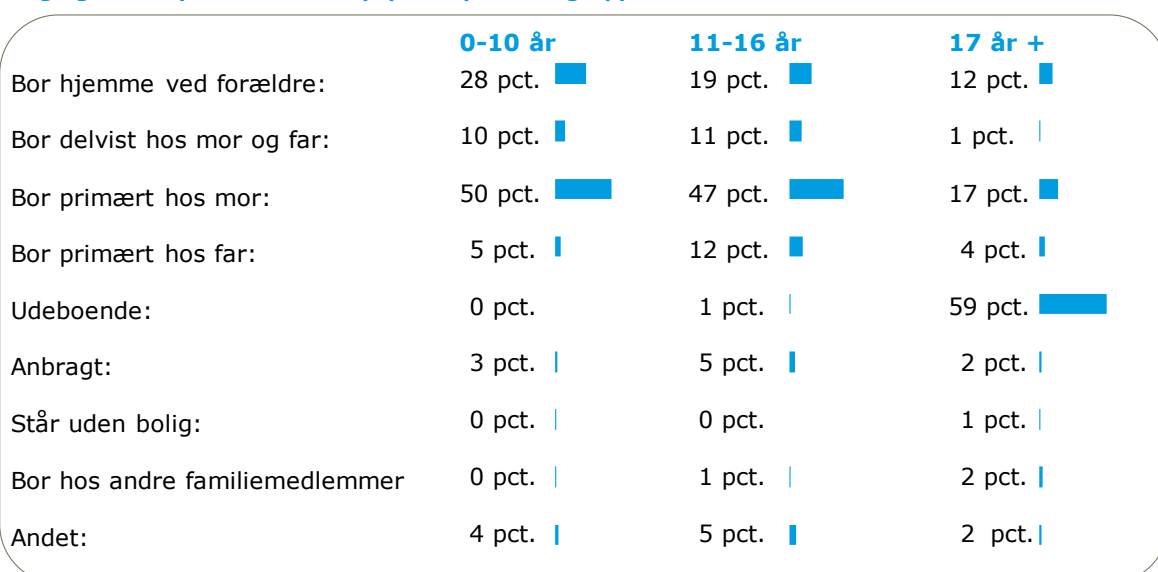 0-10 år 11-16 år 17 år +
Bor hjemme ved forældre: 28 pct. 19 pct. 12 pct.
Bor delvist hos mor og far: 10 pct. 11 pct. 1 pct.
Bor primært hos mor: 50 pct. 47 pct. 17 pct.
Bor primært hos far: 5 pct. 12 pct. 4 pct.
Udeboende: 0 pct. 1 pct. 59 pct.
Anbragt: 3 pct. 5 pct. 2 pct.
Står uden bolig: 0 pct. 0 pct. 1 pct.
Bor hos andre familiemedlemmer 0 pct. 1 pct. 2 pct.
Andet: 4 pct. 5 pct. 2 pct.